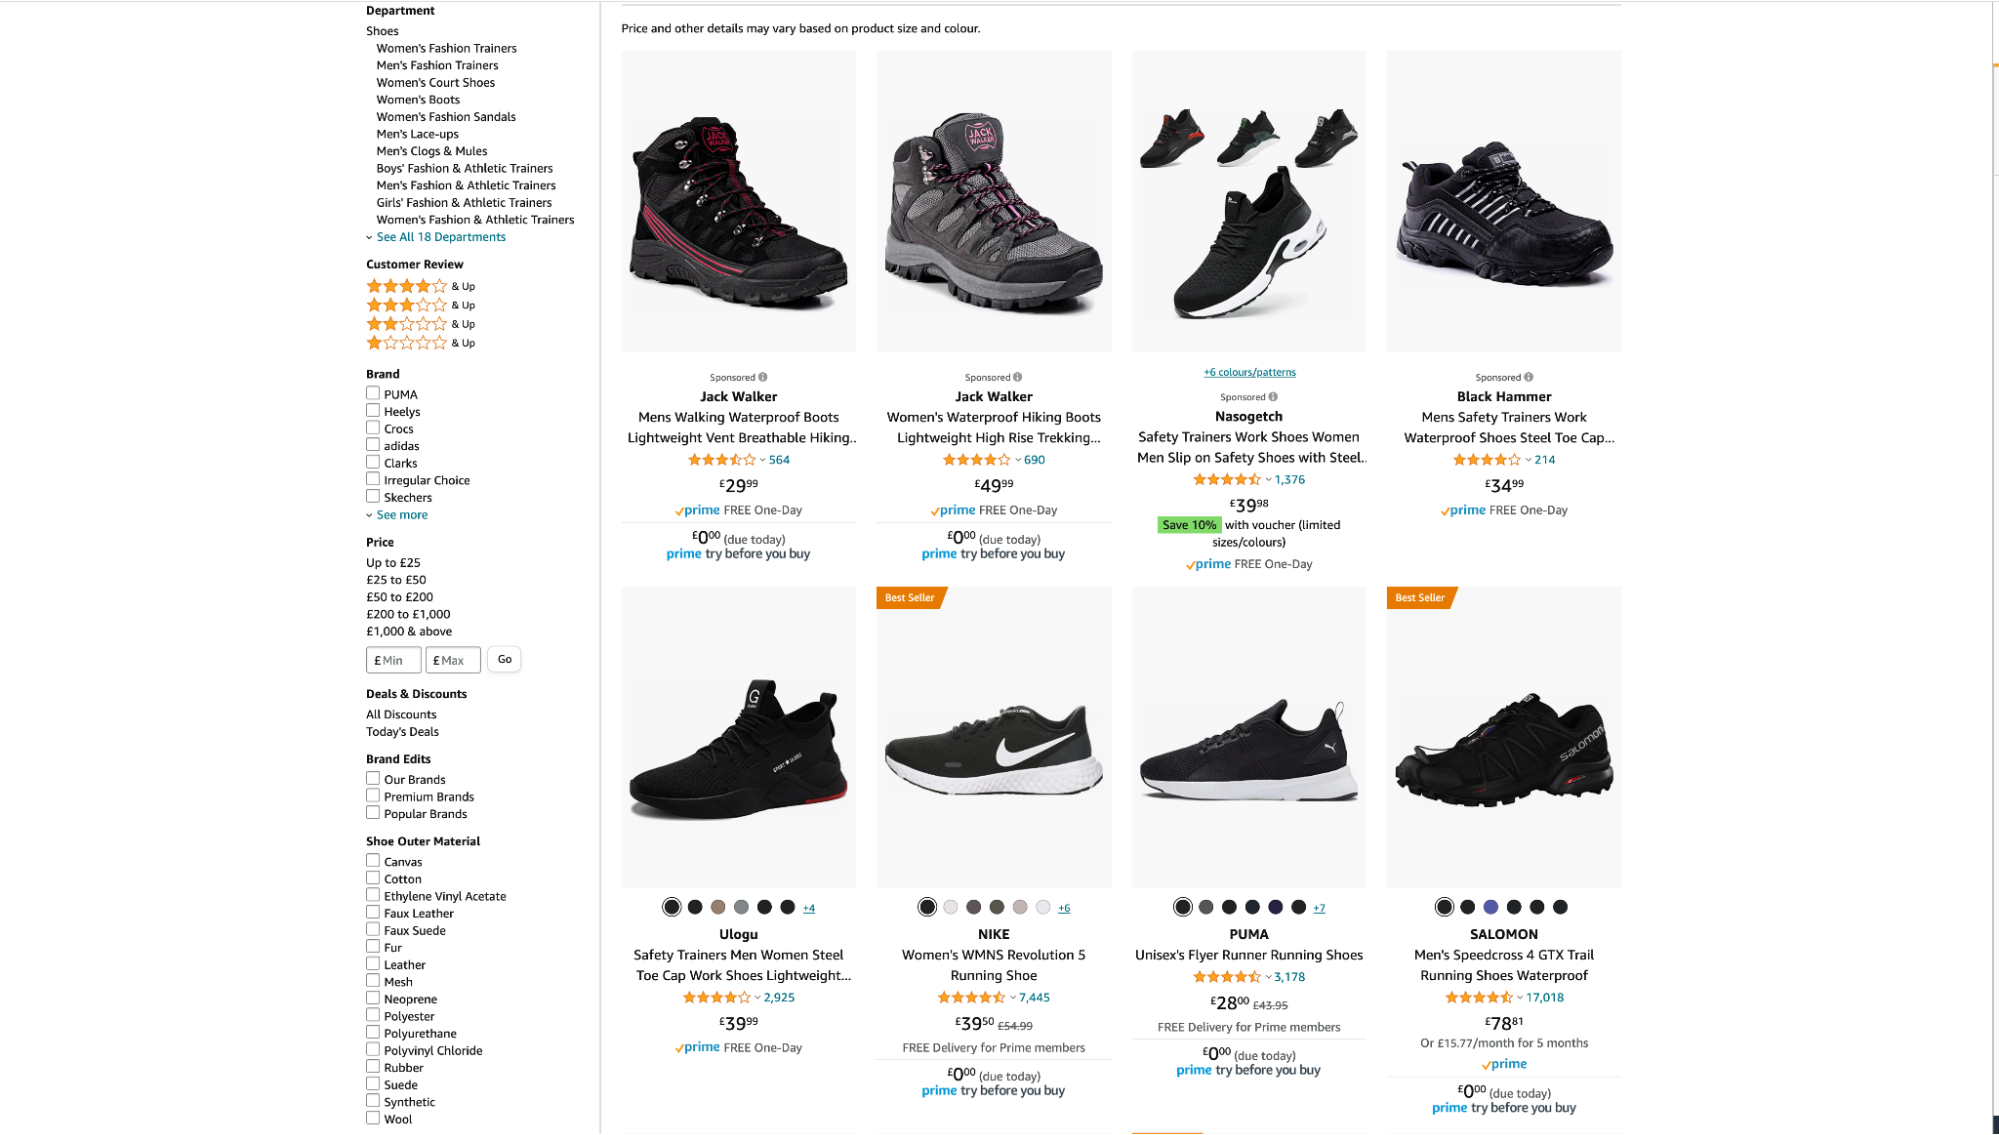 Department
Shoes
Women's Fashion Trainers
Men's Fashion Trainers
Women's Court Shoes
Women's Boots
Women's Fashion Sandals
Men's Lace-ups
Men's Clogs & Mules
Boys' Fashion & Athletic Trainers
Men's Fashion & Athletic Trainers
Girls' Fashion & Athletic Trainers
Women's Fashion & Athletic Trainers
See All 18 Departments
Customer Review
& Up
& Up
& Up
& Up
Brand
PUMA
Heelys
Crocs
adidas
Clarks
Irregular Choice
Skechers
See more
Price
Up to £25
£25 to £50
£50 to £200
£200 to £1,000
£1,000 & above
£ Min £ Max Go
Deals & Discounts
All Discounts
Today's Deals
Brand Edits
Our Brands
Premium Brands
Popular Brands
Shoe Outer Material
Canvas
Cotton
Ethylene Vinyl Acetate
Faux Leather
Faux Suede
Fur
Leather
Mesh
Neoprene
Polyester
Polyurethane
Polyvinyl Chloride
Rubber
Suede
Synthetic
Wool
Price and other details may vary based on product size and colour.
JACK
WALKER
Sponsored
Jack Walker
Mens Walking Waterproof Boots
Lightweight Vent Breathable Hiking..
564
£29.99
prime FREE One-Day
£0.00 (due today)
prime try before you buy
JACK
WALKER
Sponsored
Jack Walker
Women's Waterproof Hiking Boots
Lightweight High Rise Trekking...
690
£49.99
prime FREE One-Day
£0.00 (due today)
prime try before you buy
+6 colours/patterns
Sponsored
Nasogetch
Safety Trainers Work Shoes Women
Men Slip on Safety Shoes with Steel.
1,376
£39.98
Save 10% with voucher (limited
sizes/colours)
prime FREE One-Day
Sponsored
Black Hammer
Mens Safety Trainers Work
Waterproof Shoes Steel Toe Cap...
214
£34.99
prime FREE One-Day
G
+4
Ulogu
Safety Trainers Men Women Steel
Toe Cap Work Shoes Lightweight...
2,925
£39.99
prime FREE One-Day
Best Seller
+6
NIKE
Women's WMNS Revolution 5
Running Shoe
7,445
£39.50 £54.99
FREE Delivery for Prime members
£0.00 (due today)
prime try before you buy
+7
PUMA
Unisex's Flyer Runner Running Shoes
3,178
£28.00 £43.95
FREE Delivery for Prime members
£0.00 (due today)
prime try before you buy
Best Seller
SALOMON
SALOMON
Men's Speedcross 4 GTX Trail
Running Shoes Waterproof
17,018
£78.81
Or £15.77/month for 5 months
prime
£0.00 (due today)
prime try before you buy